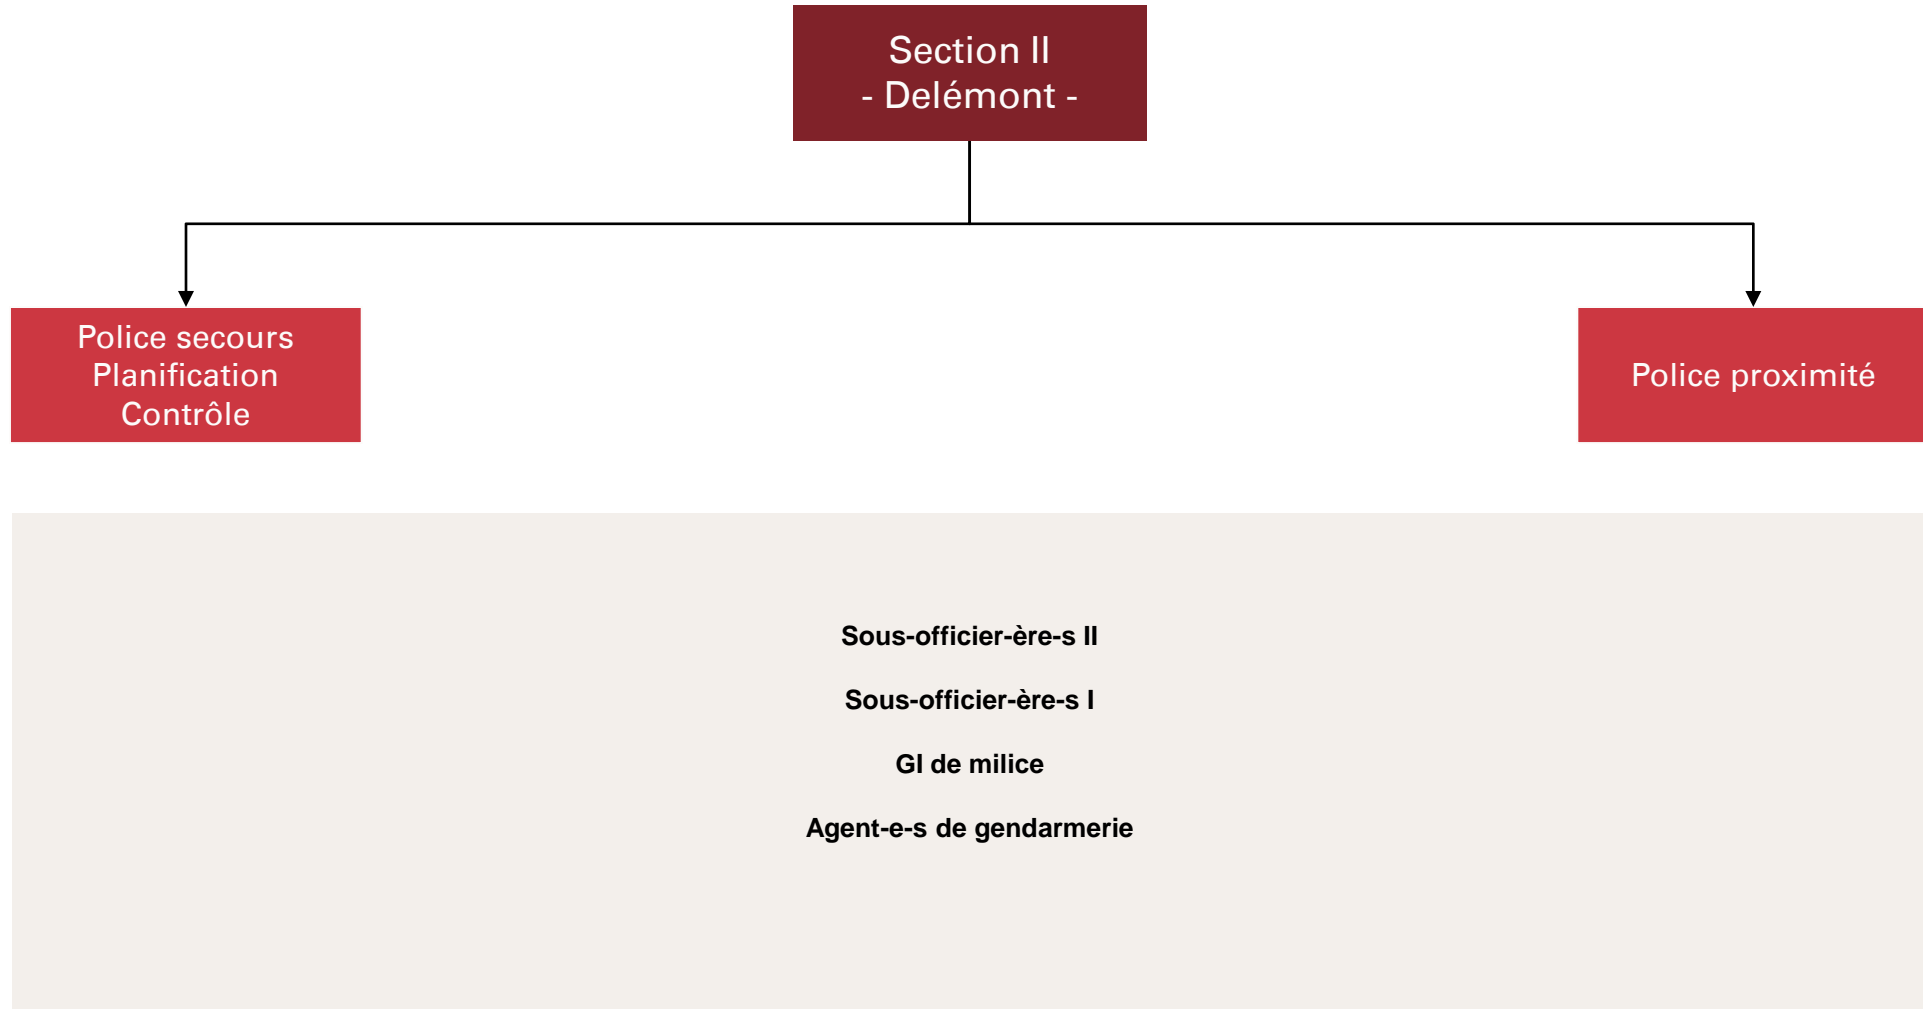 Section II
- Delémont -
Police secours
Planification
Contrôle
Police proximité
Sous-officier-ère-s II
Sous-officier-ère-s I
GI de milice
Agent-e-s de gendarmerie